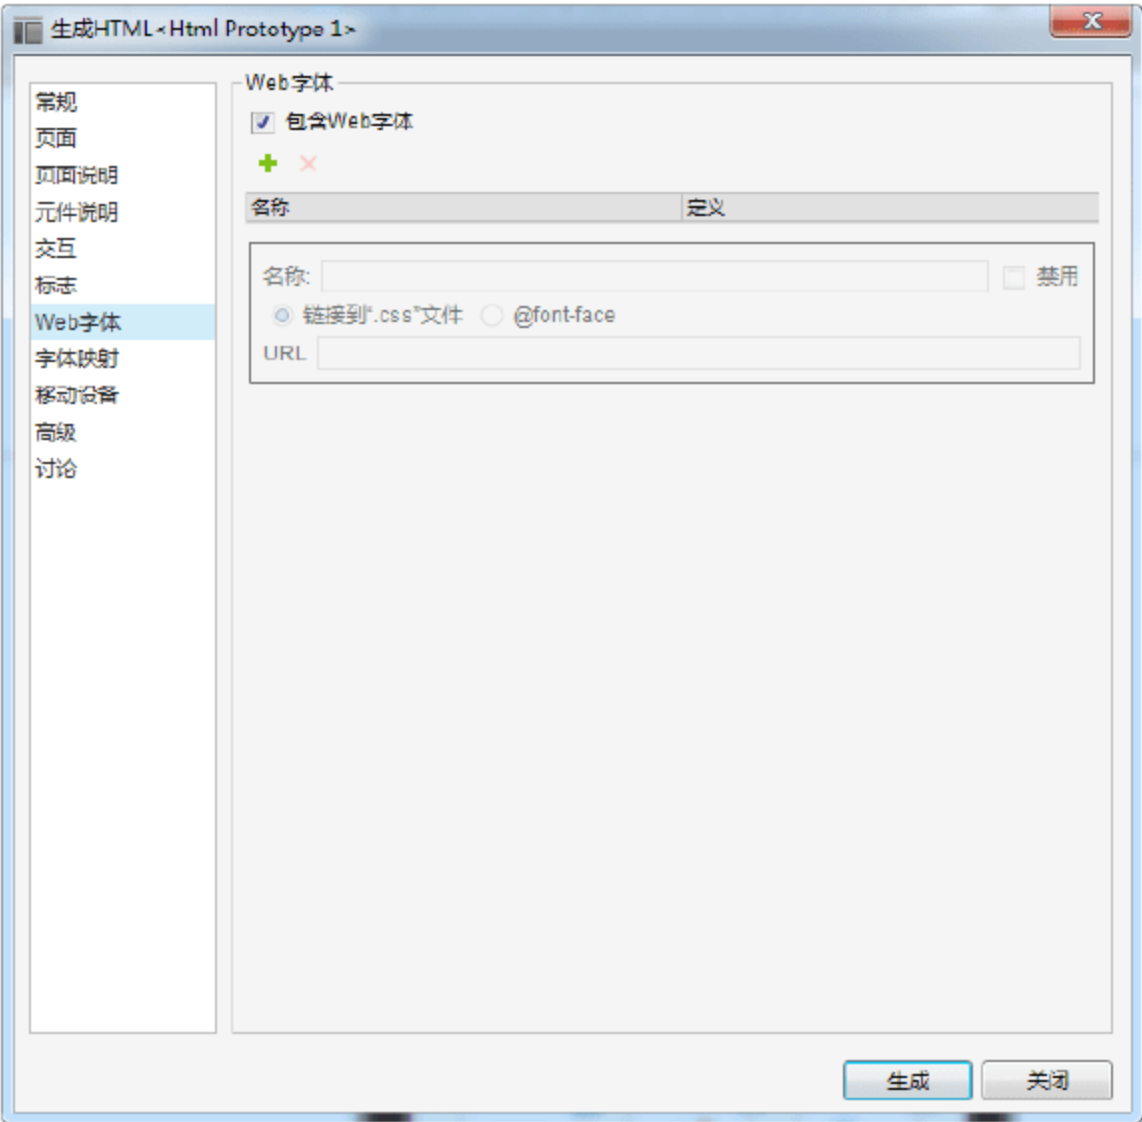 生成HTML<Html Prototype 1>
常规
页面
页面说明
元件说明
交互
标志
Web字体
字体映射
移动设备
高级
讨论
Web字体
包含Web字体
名称 定义
名称: 禁用
链接到".css"文件 @font-face
URL
生成 关闭